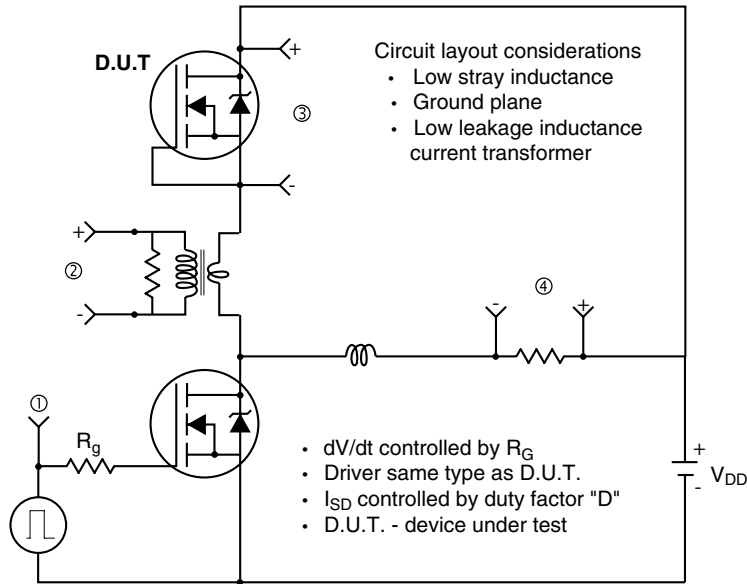 D.U.T
+
Circuit layout considerations
• Low stray inductance
③
• Ground plane
• Low leakage inductance
current transformer
-
+
②
-
④
-
+
①
Rg
• dV/dt controlled by RG
• Driver same type as D.U.T.
• ISD controlled by duty factor "D"
• D.U.T. - device under test
+
VDD
-